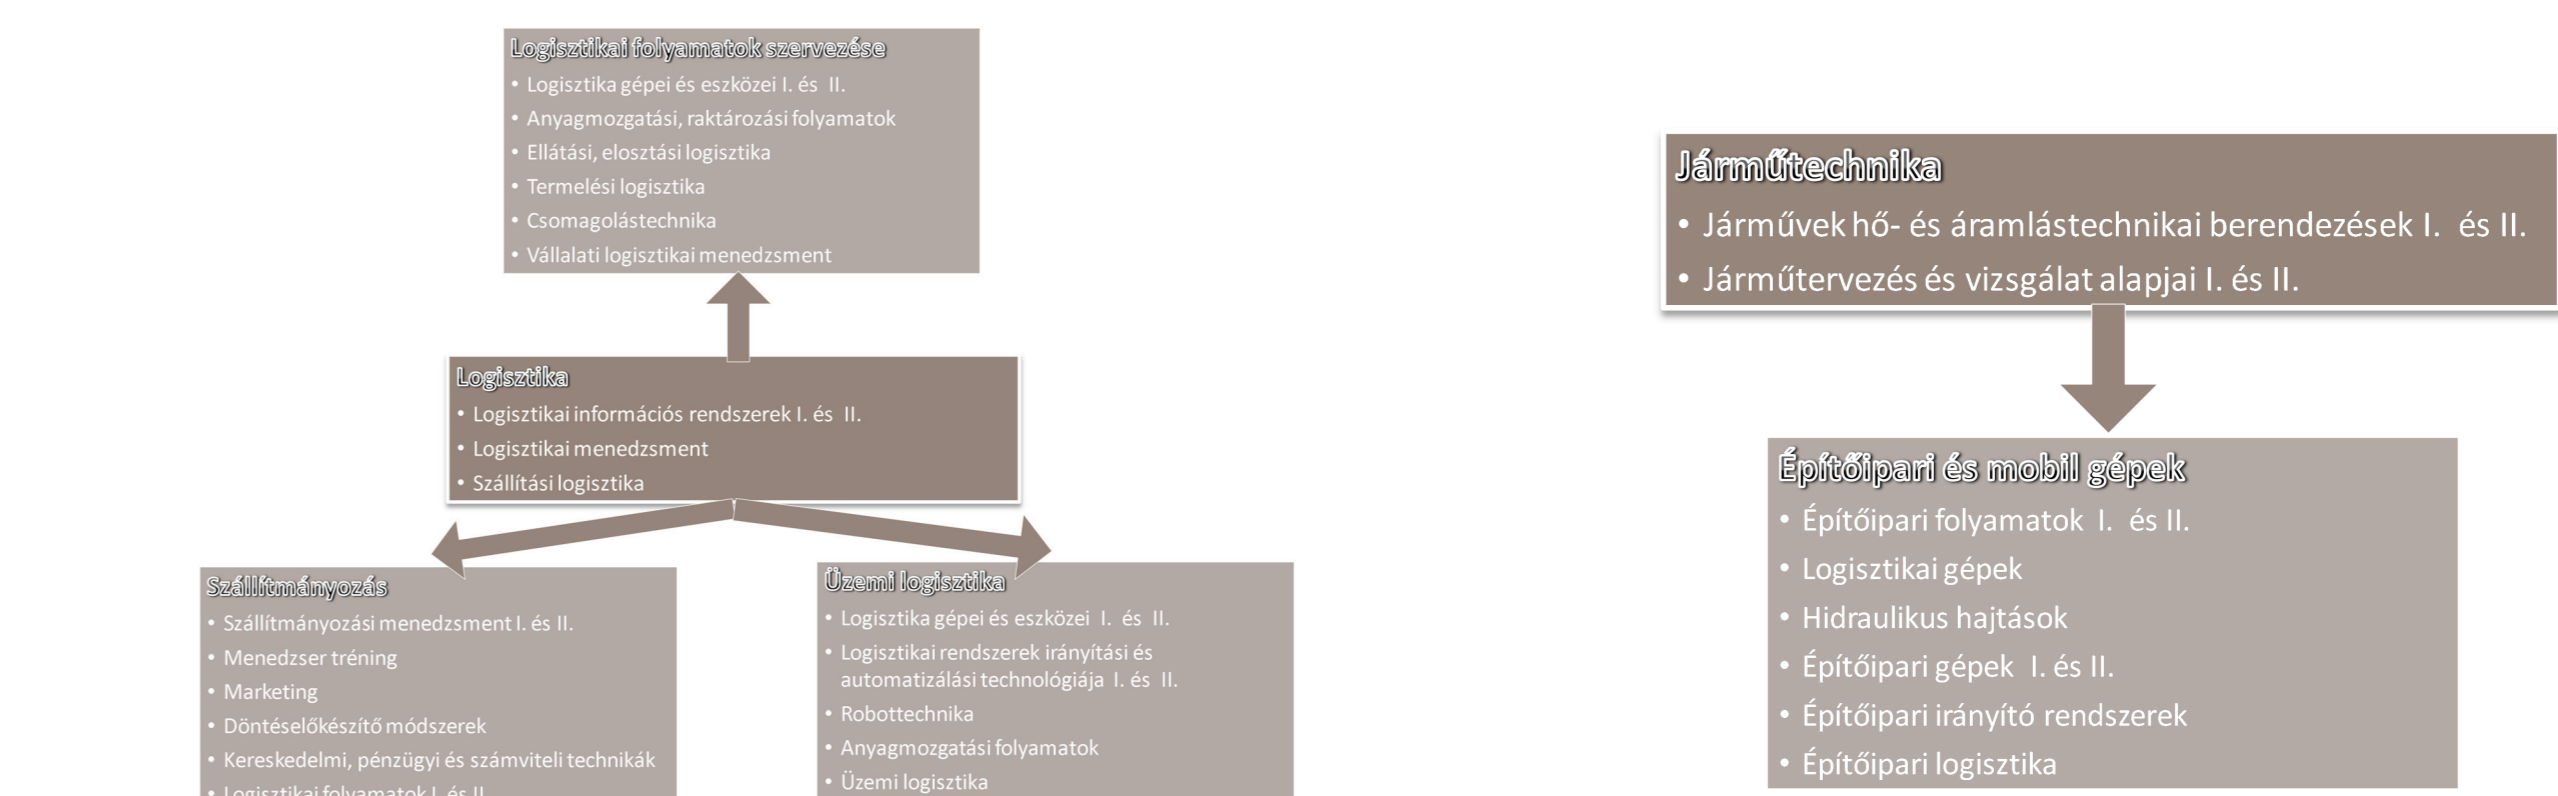 Logisztikai folyamatok szervezése
• Logisztika gépei és eszközei I. és II.
• Anyagmozgatási, raktározási folyamatok
• Ellátási, elosztási logisztika
• Termelési logisztika
• Csomagolástechnika
• Vállalati logisztikai menedzsment
Logisztika
• Logisztikai információs rendszerek I. és II.
• Logisztikai menedzsment
• Szállítási logisztika
Szállítmányozás
• Szállítmányozási menedzsment I. és II.
• Menedzser tréning
• Marketing
• Döntéselőkészítő módszerek
• Kereskedelmi, pénzügyi és számviteli technikák
• Logisztikai folyamatok I. és II.
Üzemi logisztika
• Logisztika gépei és eszközei I. és II.
• Logisztikai rendszerek irányítási és
automatizálási technológiája I. és II.
• Robottechnika
• Anyagmozgatási folyamatok
• Üzemi logisztika
Járműtechnika
• Járművek hő- és áramlástechnikai berendezések I. és II.
• Járműtervezés és vizsgálat alapjai I. és II.
Építőipari és mobil gépek
• Építőipari folyamatok I. és II.
• Logisztikai gépek
• Hidraulikus hajtások
• Építőipari gépek I. és II.
• Építőipari irányító rendszerek
• Építőipari logisztika